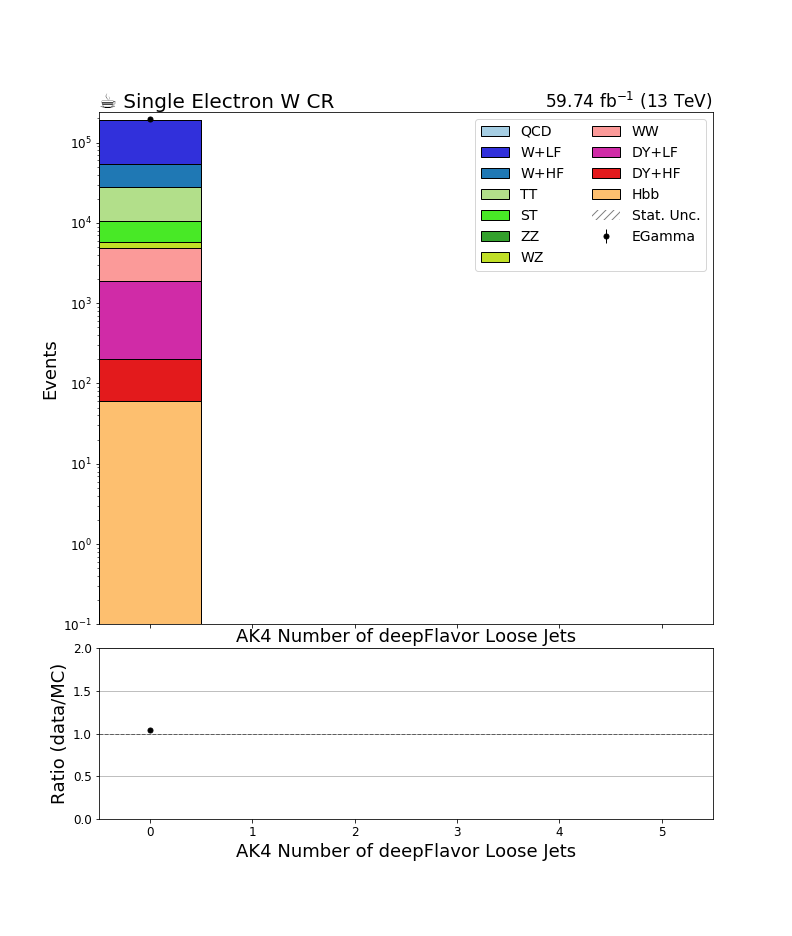 ☕ Single Electron W CR
59.74 fb⁻¹ (13 TeV)
QCD
W+LF
W+HF
TT
ST
ZZ
WZ
WW
DY+LF
DY+HF
Hbb
Stat. Unc.
EGamma
Events
10⁵
10⁴
10³
10²
10¹
10⁰
10⁻¹
AK4 Number of deepFlavor Loose Jets
Ratio (data/MC)
2.0
1.5
1.0
0.5
0.0
0 1 2 3 4 5
AK4 Number of deepFlavor Loose Jets